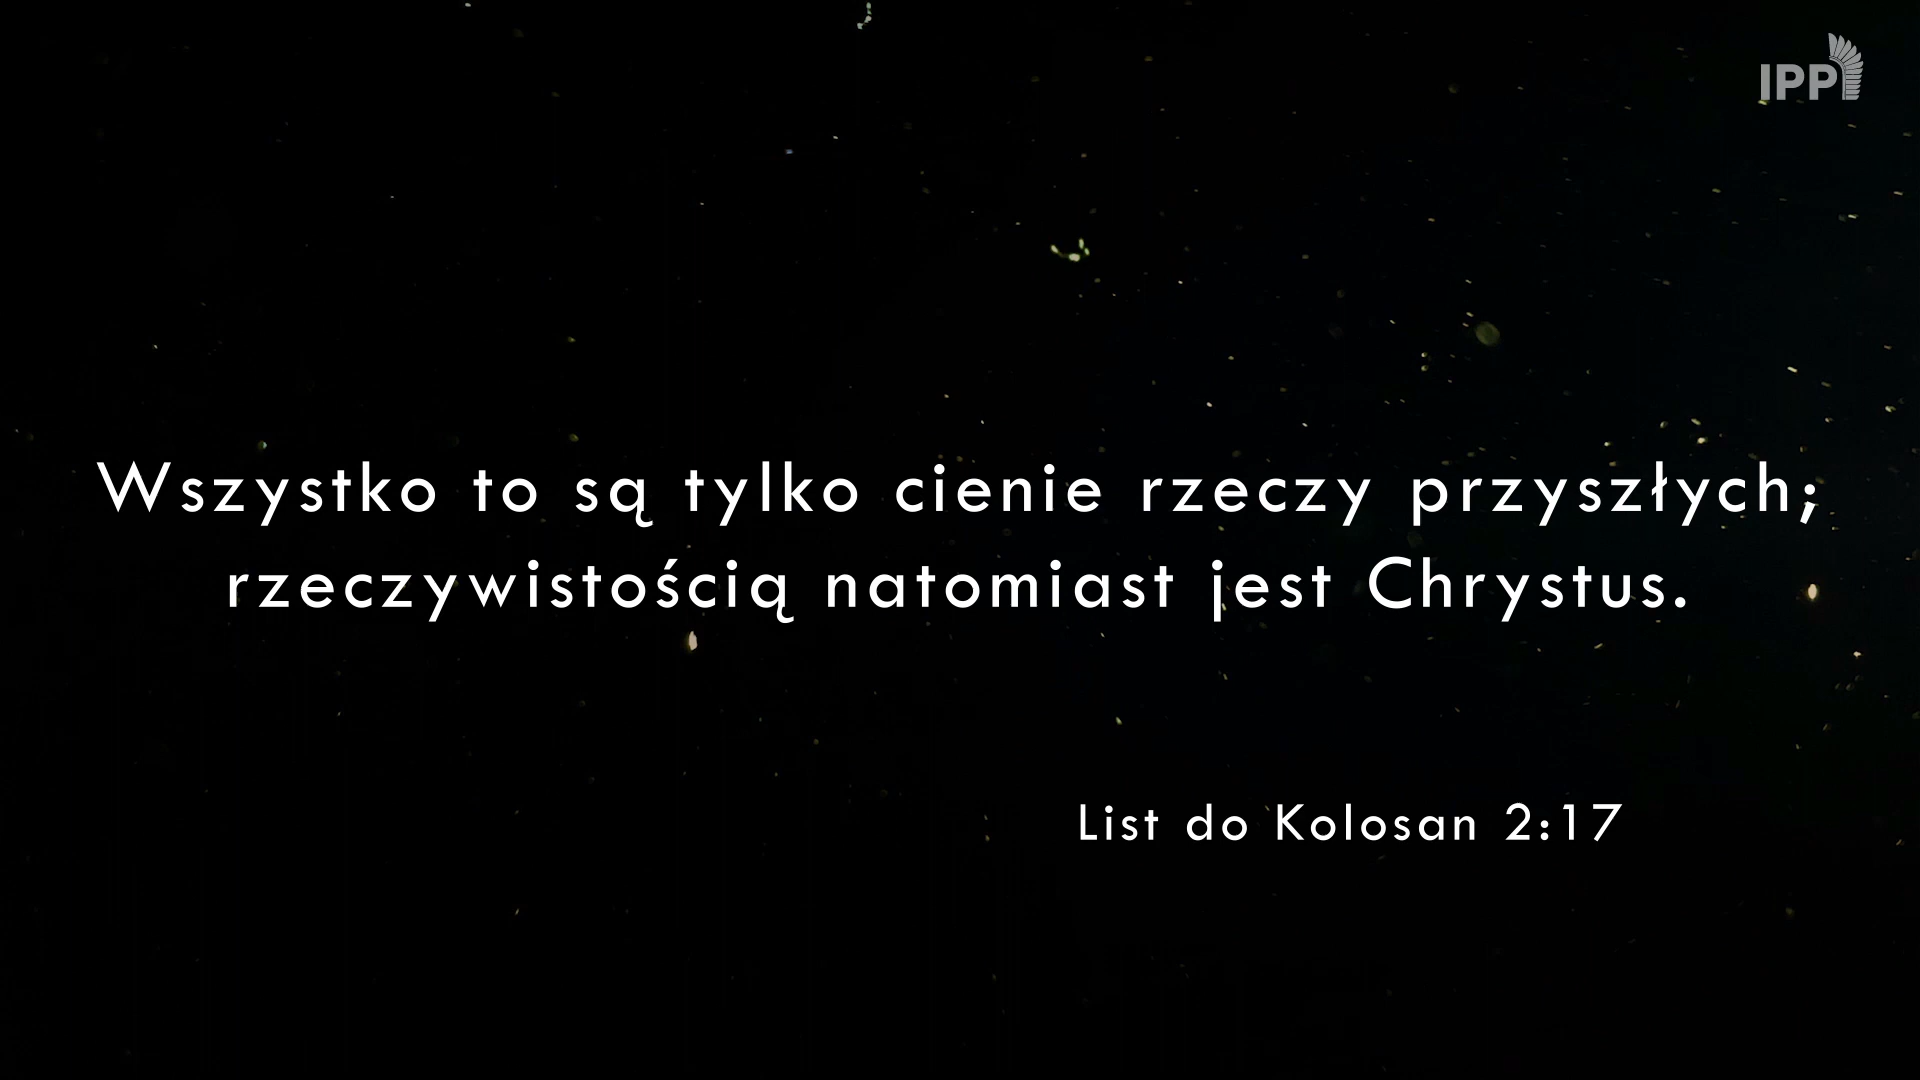 IPP
Wszystko to są tylko cienie rzeczy przyszłych;
rzeczywistością natomiast jest Chrystus.
List do Kolosan 2:17